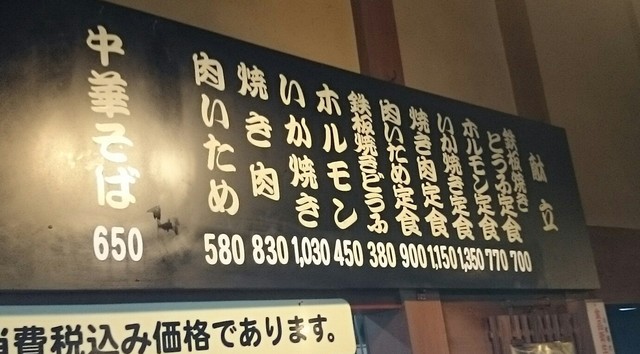 献立
鉄板焼き
とうふ定食
700
ホルモン定食
770
いか焼き定食
1,350
焼き肉定食
1,150
肉いため定食
900
鉄板焼きどうふ
380
ホルモン
450
いか焼き
1,030
焼き肉
830
肉いため
580
中華そば
650
消費税込み価格であります。